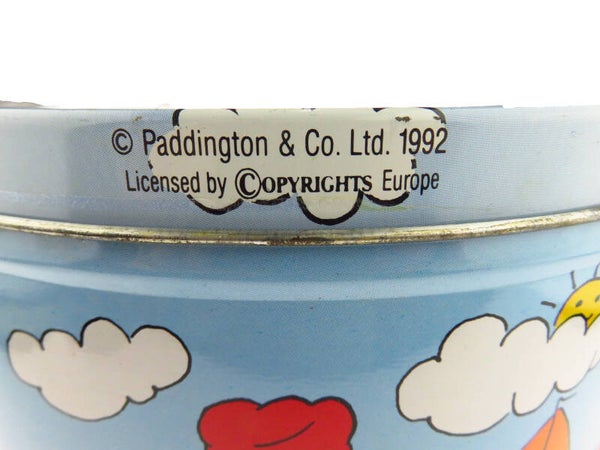 © Paddington & Co. Ltd. 1992
Licensed by ©OPYRIGHTS Europe